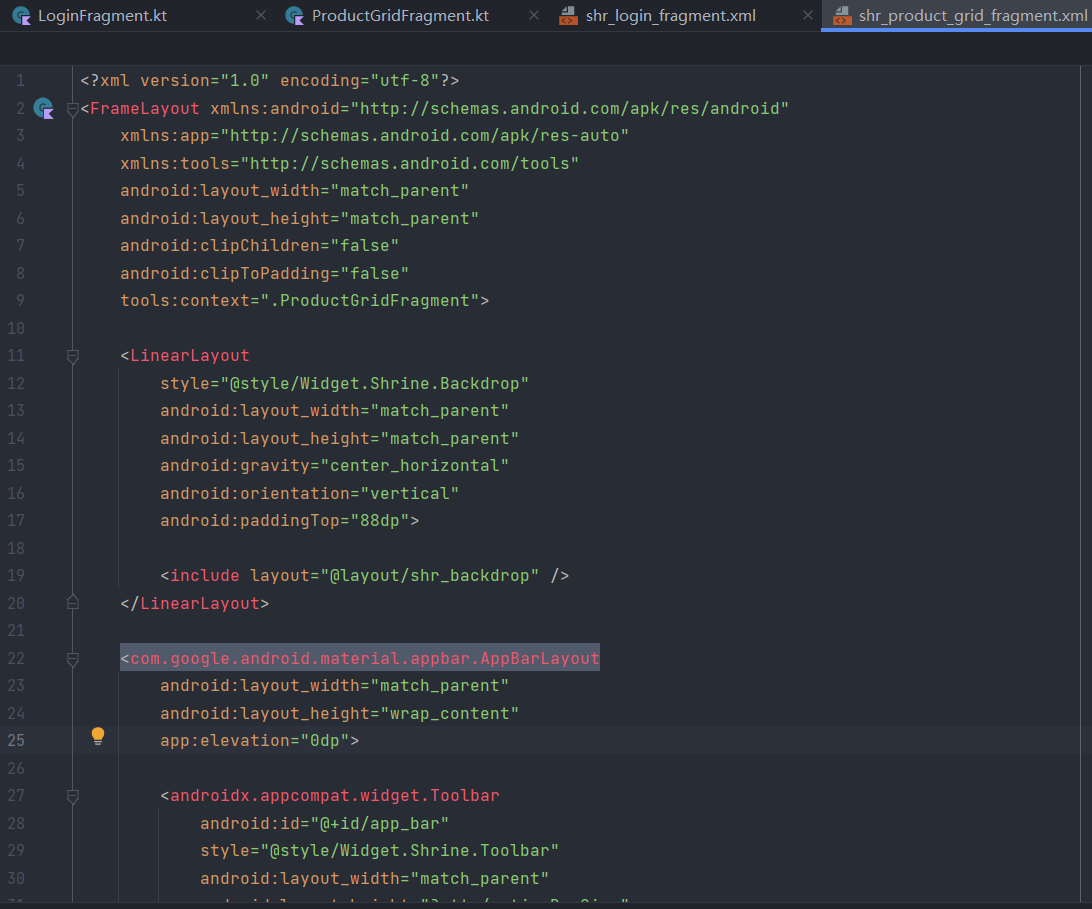 LoginFragment.kt ProductGridFragment.kt shr_login_fragment.xml shr_product_grid_fragment.xml
1 <?xml version="1.0" encoding="utf-8"?>
2 <FrameLayout xmlns:android="http://schemas.android.com/apk/res/android"
3 xmlns:app="http://schemas.android.com/apk/res-auto"
4 xmlns:tools="http://schemas.android.com/tools"
5 android:layout_width="match_parent"
6 android:layout_height="match_parent"
7 android:clipChildren="false"
8 android:clipToPadding="false"
9 tools:context=".ProductGridFragment">
10
11 <LinearLayout
12 style="@style/Widget.Shrine.Backdrop"
13 android:layout_width="match_parent"
14 android:layout_height="match_parent"
15 android:gravity="center_horizontal"
16 android:orientation="vertical"
17 android:paddingTop="88dp">
18
19 <include layout="@layout/shr_backdrop" />
20 </LinearLayout>
21
22 <com.google.android.material.appbar.AppBarLayout
23 android:layout_width="match_parent"
24 android:layout_height="wrap_content"
25 app:elevation="0dp">
26
27 <androidx.appcompat.widget.Toolbar
28 android:id="@+id/app_bar"
29 style="@style/Widget.Shrine.Toolbar"
30 android:layout_width="match_parent"